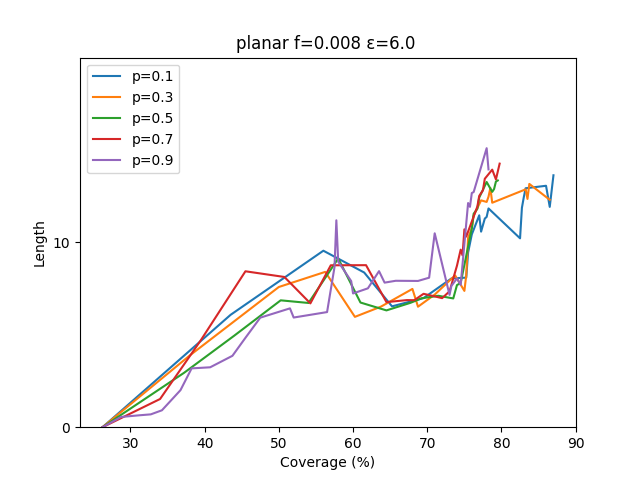 planar f=0.008 ε=6.0
p=0.1
p=0.3
p=0.5
p=0.7
p=0.9
Length
10
0
30 40 50 60 70 80 90
Coverage (%)